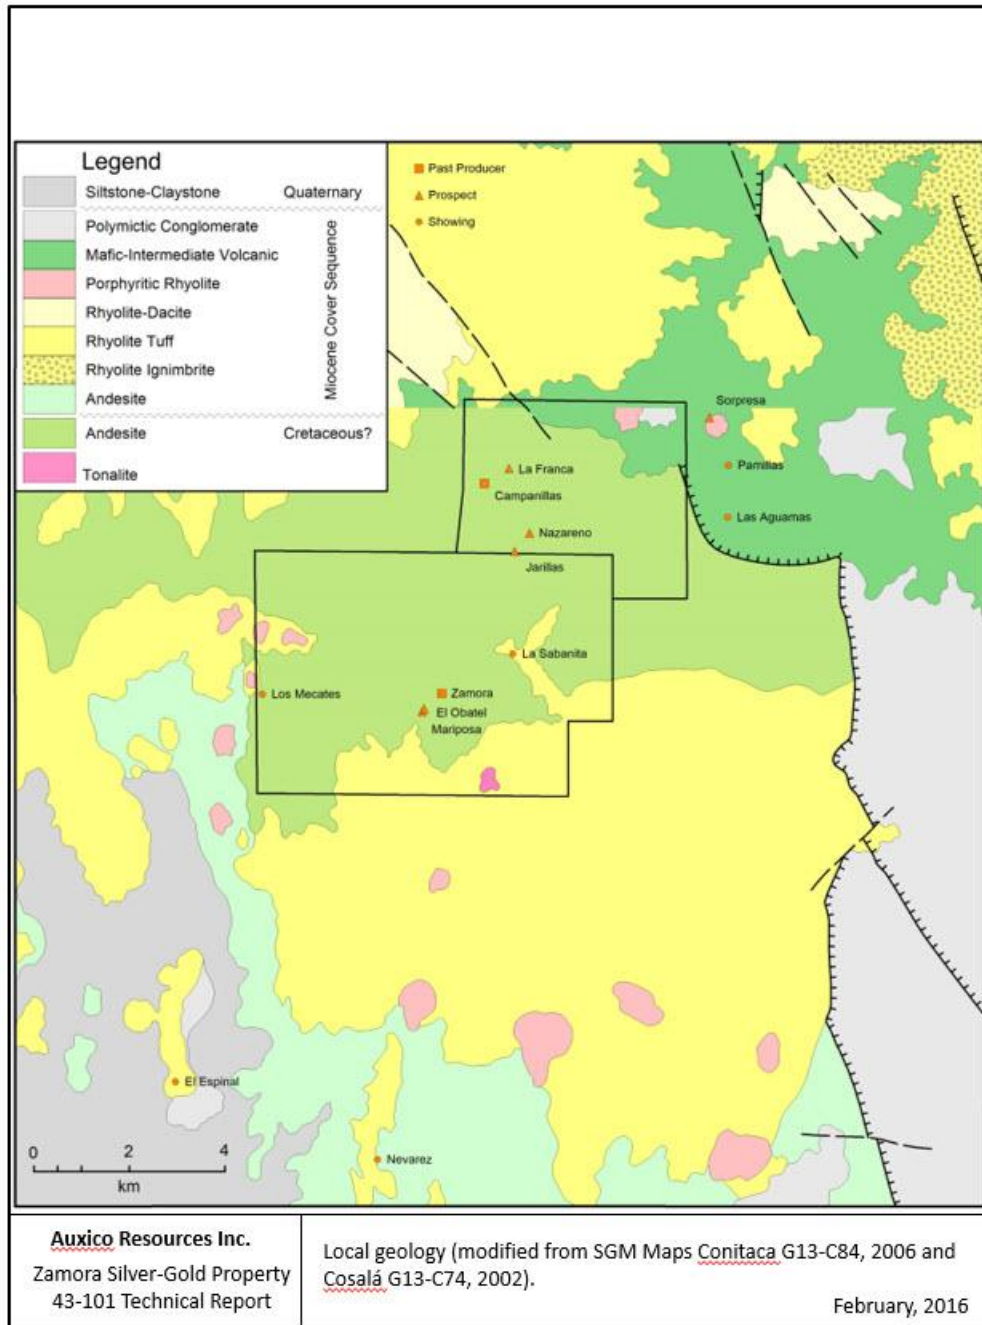 Legend
Siltstone-Claystone Quaternary
Polymictic Conglomerate
Mafic-Intermediate Volcanic
Porphyritic Rhyolite
Rhyolite-Dacite
Rhyolite Tuff
Rhyolite Ignimbrite
Andesite
Miocene Cover Sequence
Andesite Cretaceous?
Tonalite
Past Producer
Prospect
Showing
Sorpresa
Pamillas
Las Aguamas
La Franca
Campanillas
Nazareno
Jarillas
La Sabanita
Los Mecates
Zamora
El Obatel
Mariposa
El Espinal
Nevarez
0 2 4
km
Auxico Resources Inc.
Zamora Silver-Gold Property
43-101 Technical Report
Local geology (modified from SGM Maps Conitaca G13-C84, 2006 and
Cosalá G13-C74, 2002).
February, 2016